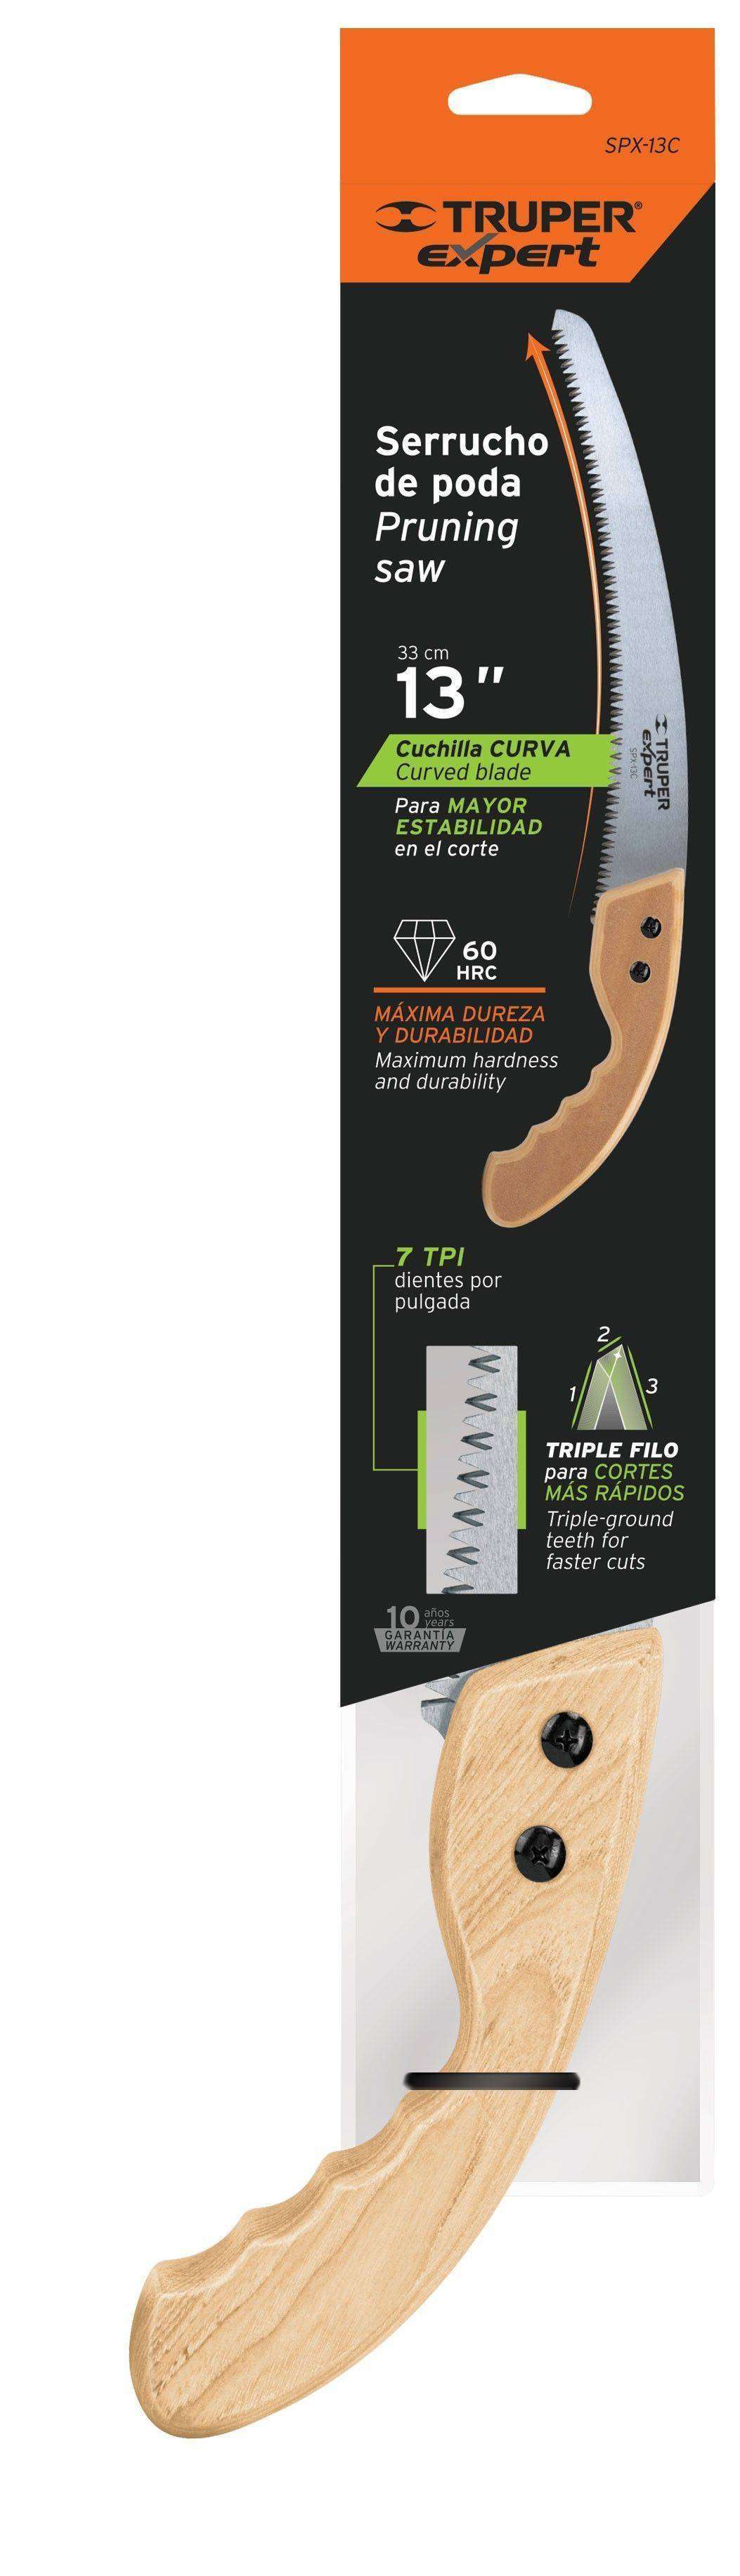 SPX-13C
TRUPER®
expert
Serrucho
de poda
Pruning
saw
33 cm
13"
Cuchilla CURVA
Curved blade
Para MAYOR
ESTABILIDAD
en el corte
TRUPER
expert
SPX-13C
60
HRC
MÁXIMA DUREZA
Y DURABILIDAD
Maximum hardness
and durability
7 TPI
dientes por
pulgada
2
1
3
TRIPLE FILO
para CORTES
MÁS RÁPIDOS
Triple-ground
teeth for
faster cuts
10 años
years
GARANTÍA
WARRANTY